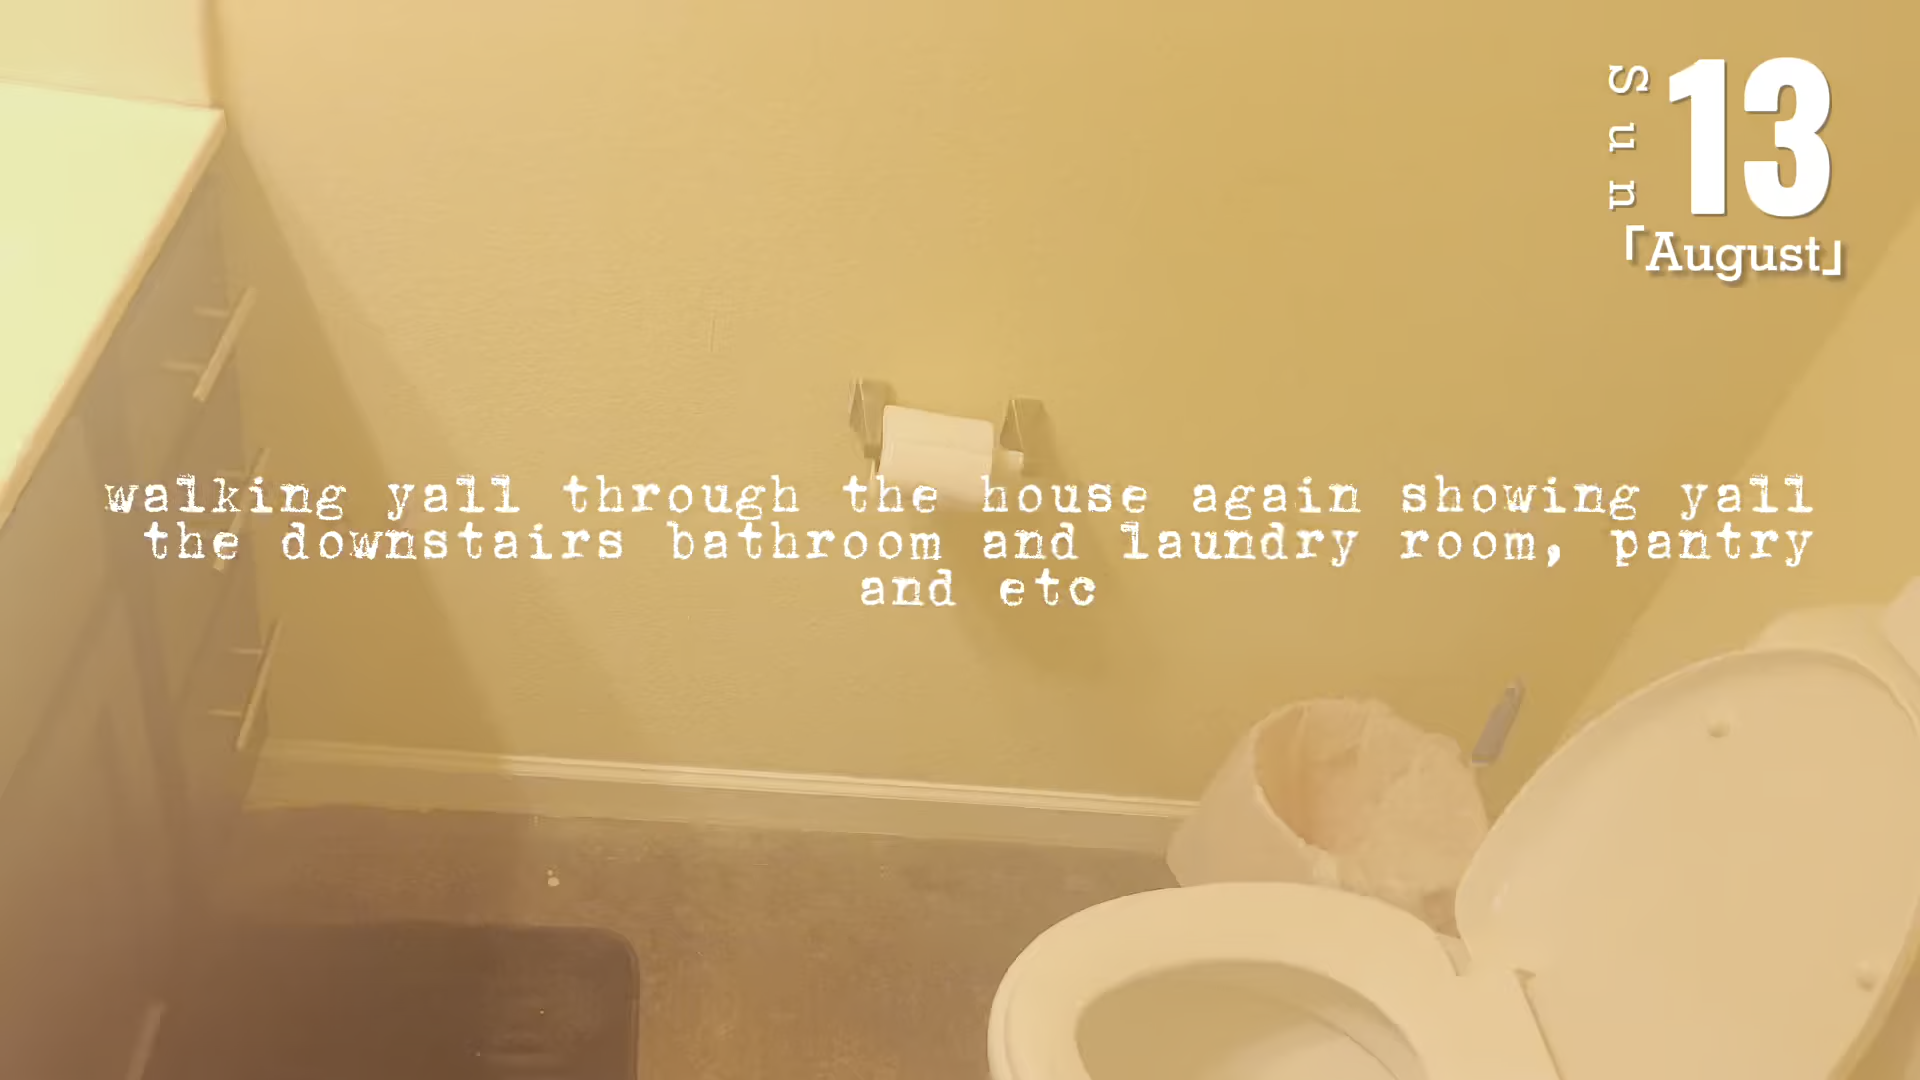 Sun
13
「August」
walking yall through the house again showing yall
the downstairs bathroom and laundry room, pantry
and etc